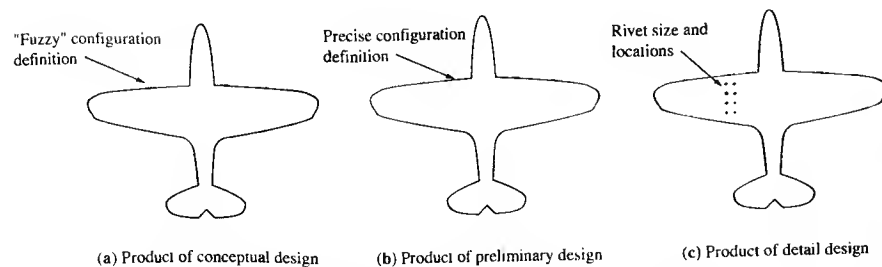 "Fuzzy" configuration
definition
Precise configuration
definition
Rivet size and
locations
(a) Product of conceptual design
(b) Product of preliminary design
(c) Product of detail design